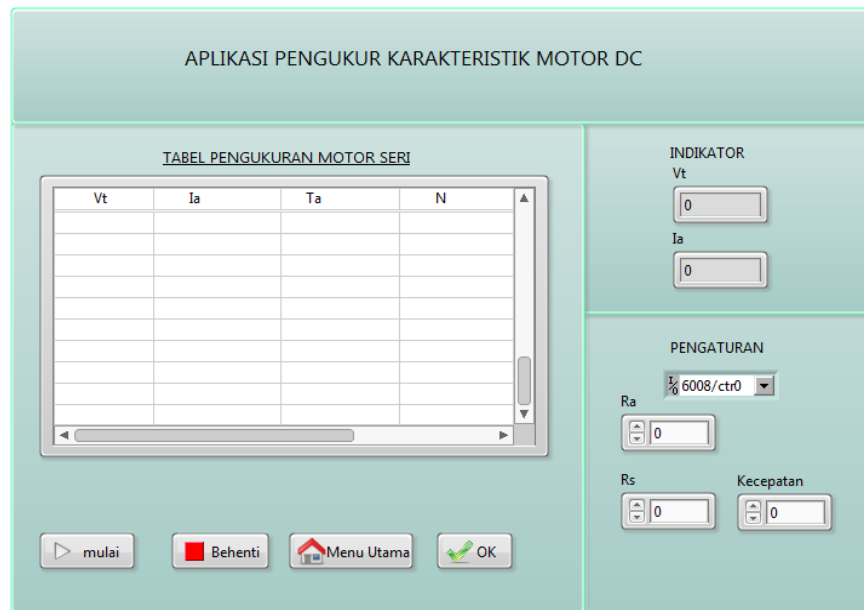 APLIKASI PENGUKUR KARAKTERISTIK MOTOR DC
TABEL PENGUKURAN MOTOR SERI
Vt Ia Ta N
INDIKATOR
Vt
0
Ia
0
PENGATURAN
I/O 6008/ctr0
Ra
0
Rs Kecepatan
0 0
mulai Behenti Menu Utama OK